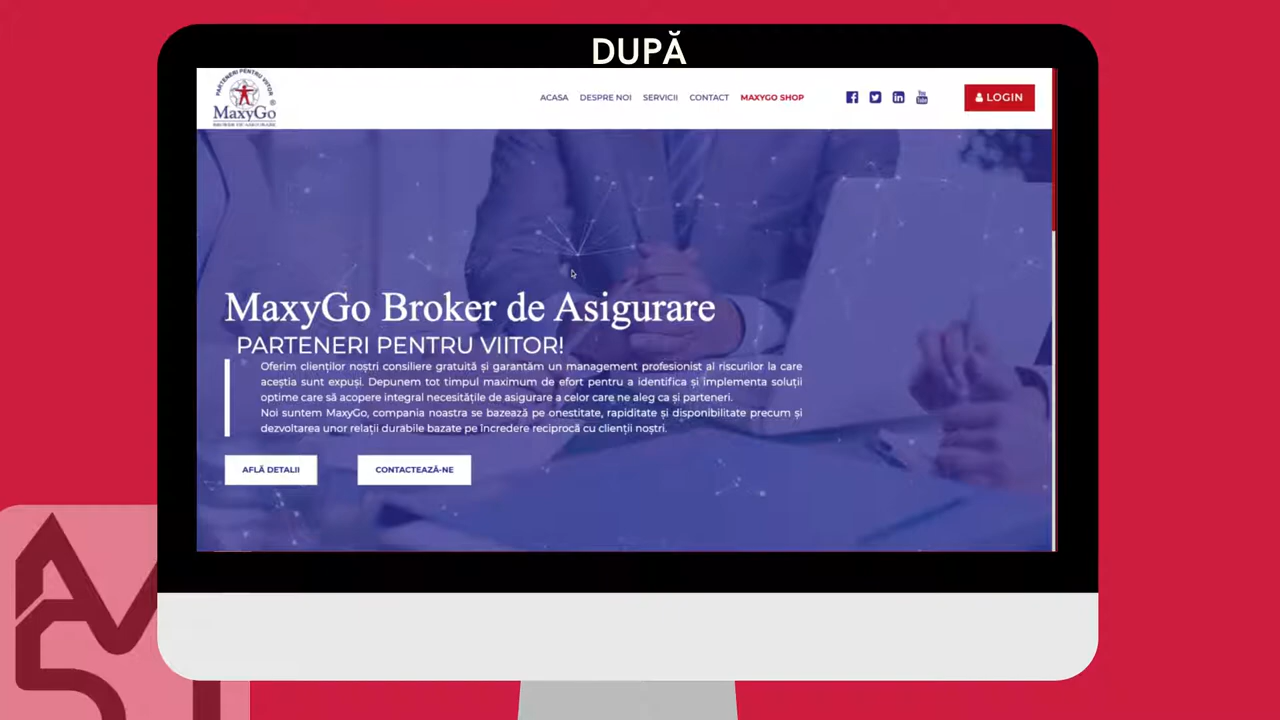 DUPĂ
PARTENERI PENTRU VIITOR
MaxyGo
®
ACASA DESPRE NOI SERVICII CONTACT MAXYGO SHOP
You Tube
LOGIN
MaxyGo Broker de Asigurare
PARTENERI PENTRU VIITOR!
Oferim clienților noștri consiliere gratuită și garantăm un management profesionist al riscurilor la care
aceștia sunt expuși. Depunem tot timpul maximum de efort pentru a identifica și implementa soluții
optime care să acopere integral necesitățile de asigurare a celor care ne aleg ca și parteneri.
Noi suntem MaxyGo, compania noastra se bazează pe onestitate, rapiditate și disponibilitate precum și
dezvoltarea unor relații durabile bazate pe încredere reciprocă cu clienții noștri.
AFLĂ DETALII CONTACTEAZĂ-NE